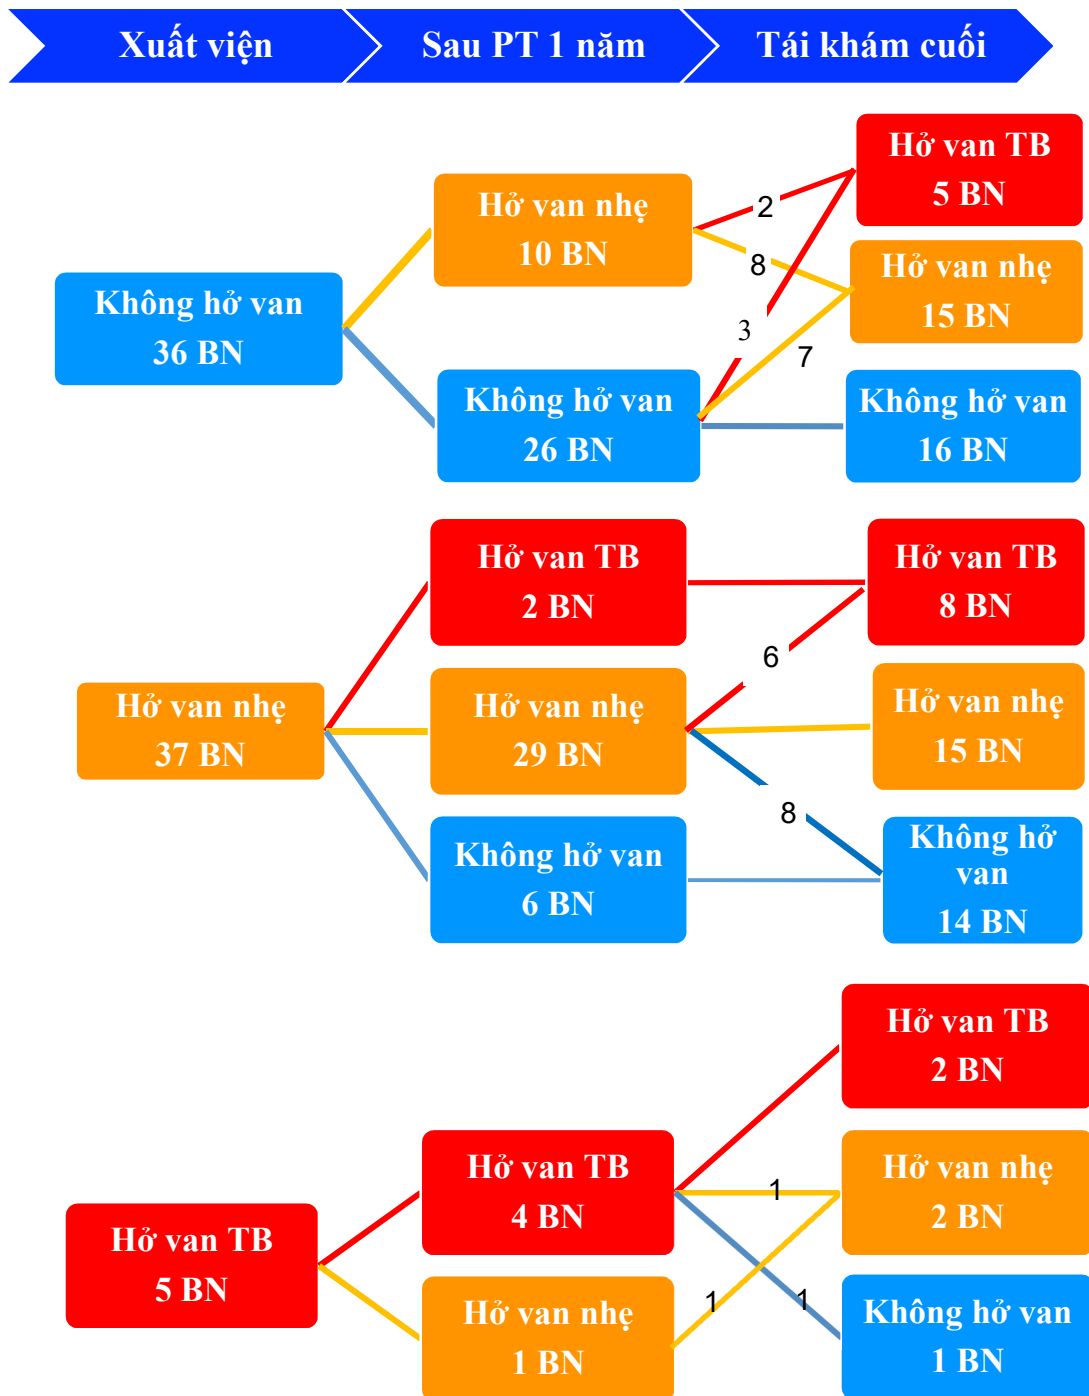 Xuất viện
Sau PT 1 năm
Tái khám cuối
Hở van TB
5 BN
Hở van nhẹ
10 BN
2
8
Hở van nhẹ
15 BN
Không hở van
36 BN
3
7
Không hở van
26 BN
Không hở van
16 BN
Hở van TB
2 BN
Hở van TB
8 BN
6
Hở van nhẹ
37 BN
Hở van nhẹ
29 BN
Hở van nhẹ
15 BN
8
Không hở van
6 BN
Không hở
van
14 BN
Hở van TB
2 BN
Hở van TB
4 BN
1
Hở van nhẹ
2 BN
Hở van TB
5 BN
1
1
Hở van nhẹ
1 BN
Không hở van
1 BN